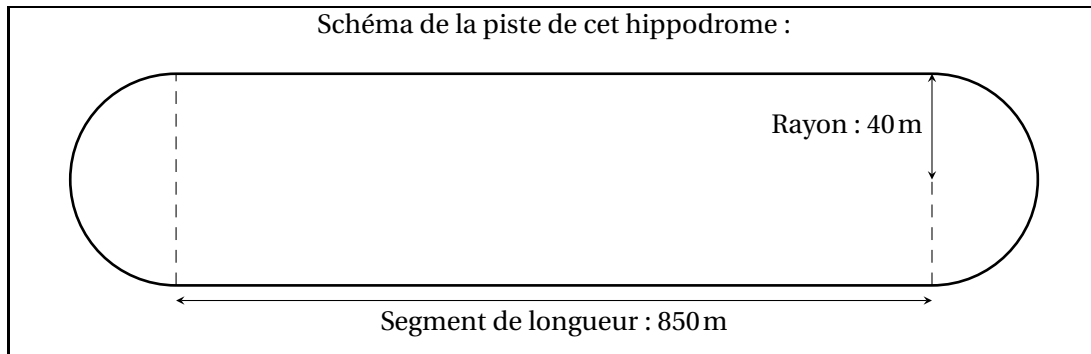 Schéma de la piste de cet hippodrome :
Rayon : 40 m
Segment de longueur : 850 m